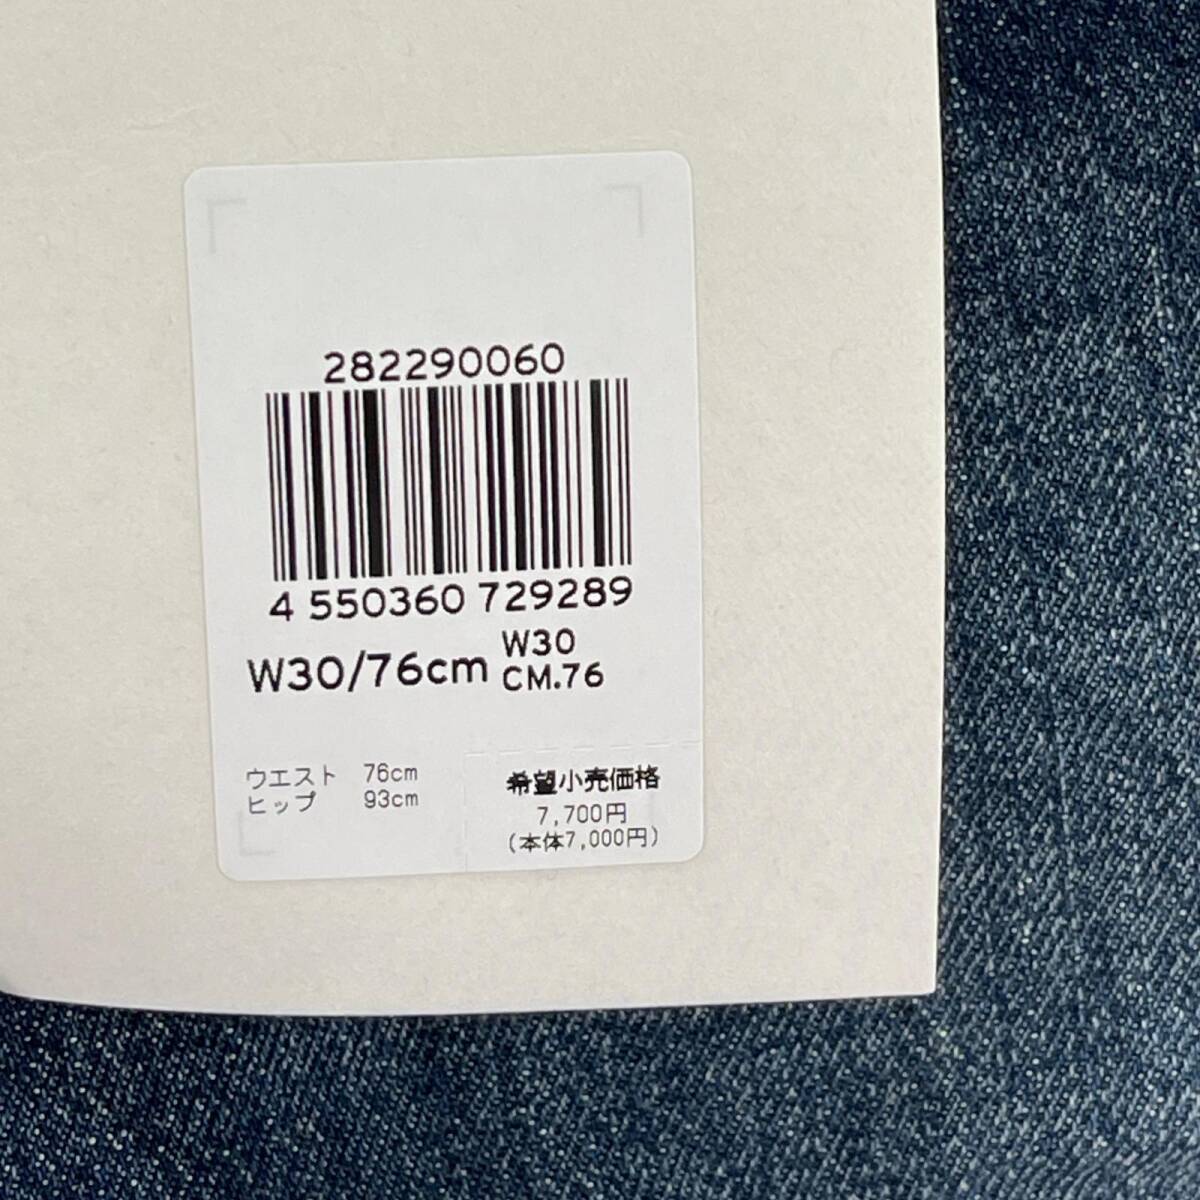 282290060
4 550360 729289
W30/76cm
W30
CM.76
ウエスト 76cm
ヒップ 93cm
希望小売価格
7,700円
(本体7,000円)